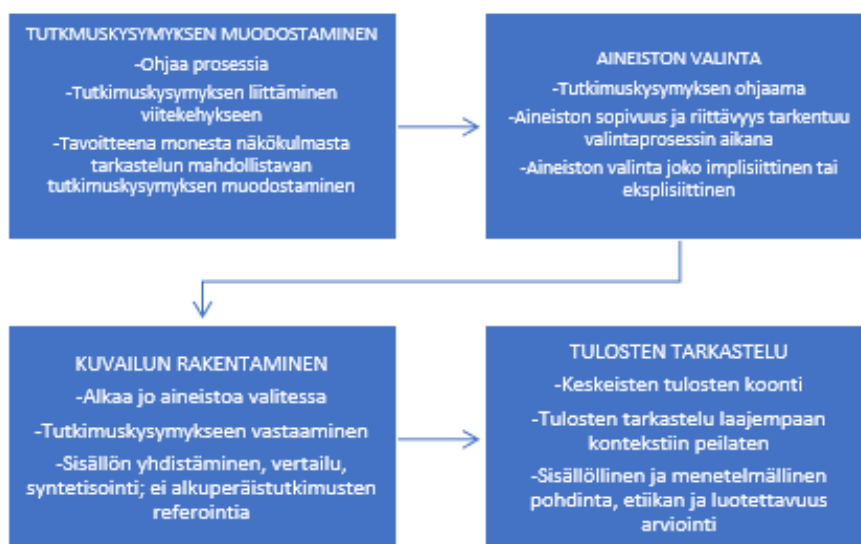 TUTKMUSKYSYMYKSEN MUODOSTAMINEN
-Ohjaa prosessia
-Tutkimuskysymyksen liittäminen
viitekehykseen
-Tavoitteena monesta näkökulmasta
tarkastelun mahdollistavan
tutkimuskysymyksen muodostaminen
AINEISTON VALINTA
-Tutkimuskysymyksen ohjaama
-Aineiston sopivuus ja riittävyys tarkentuu
valintaprosessin aikana
-Aineiston valinta joko implisiittinen tai
eksplisiittinen
KUVAILUN RAKENTAMINEN
-Alkaa jo aineistoa valitessa
-Tutkimuskysymykseen vastaaminen
-Sisällön yhdistäminen, vertailu,
syntetisointi; ei alkuperäistutkimusten
referointia
TULOSTEN TARKASTELU
-Keskeisten tulosten koonti
-Tulosten tarkastelu laajempaan
kontekstiin peilaten
-Sisällöllinen ja menetelmällinen
pohdinta, etiikan ja luotettavuus
arviointi